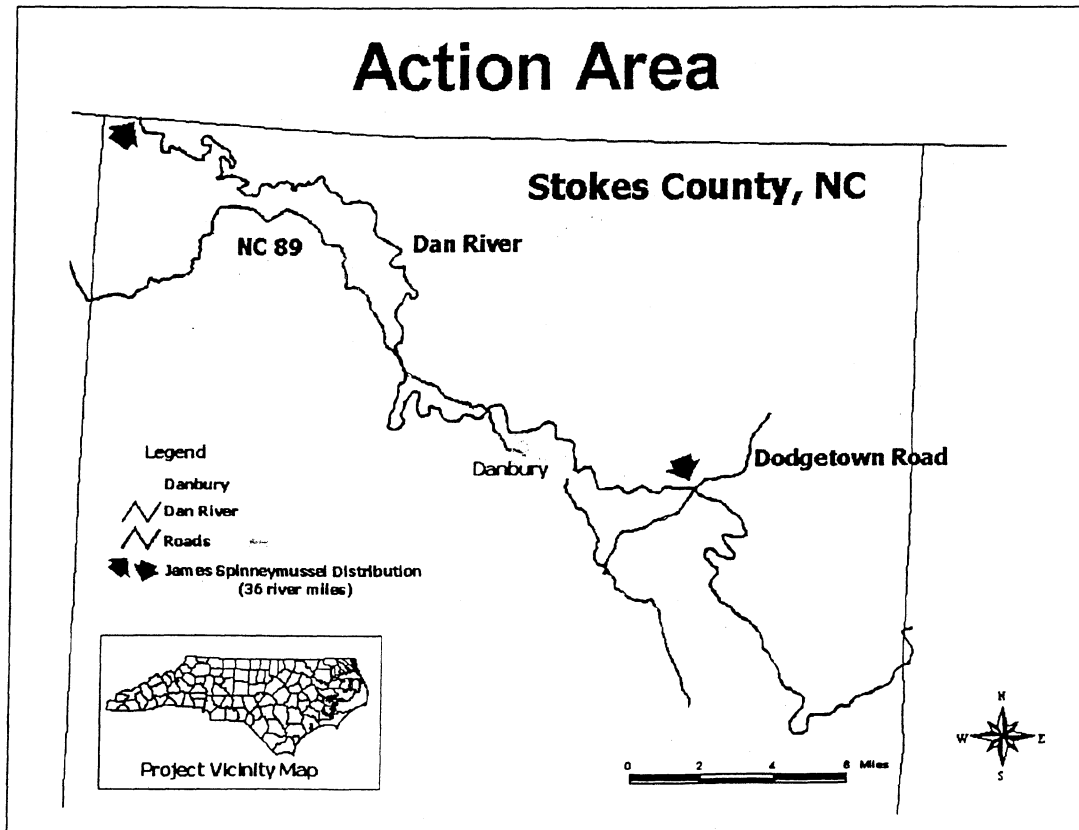 Action Area
Stokes County, NC
NC 89
Dan River
Danbury
Dodgetown Road
Legend
Danbury
Dan River
Roads
James Spinneymussel Distribution
(36 river miles)
Project Vicinity Map
0 2 4 6 Miles
N
W E
S